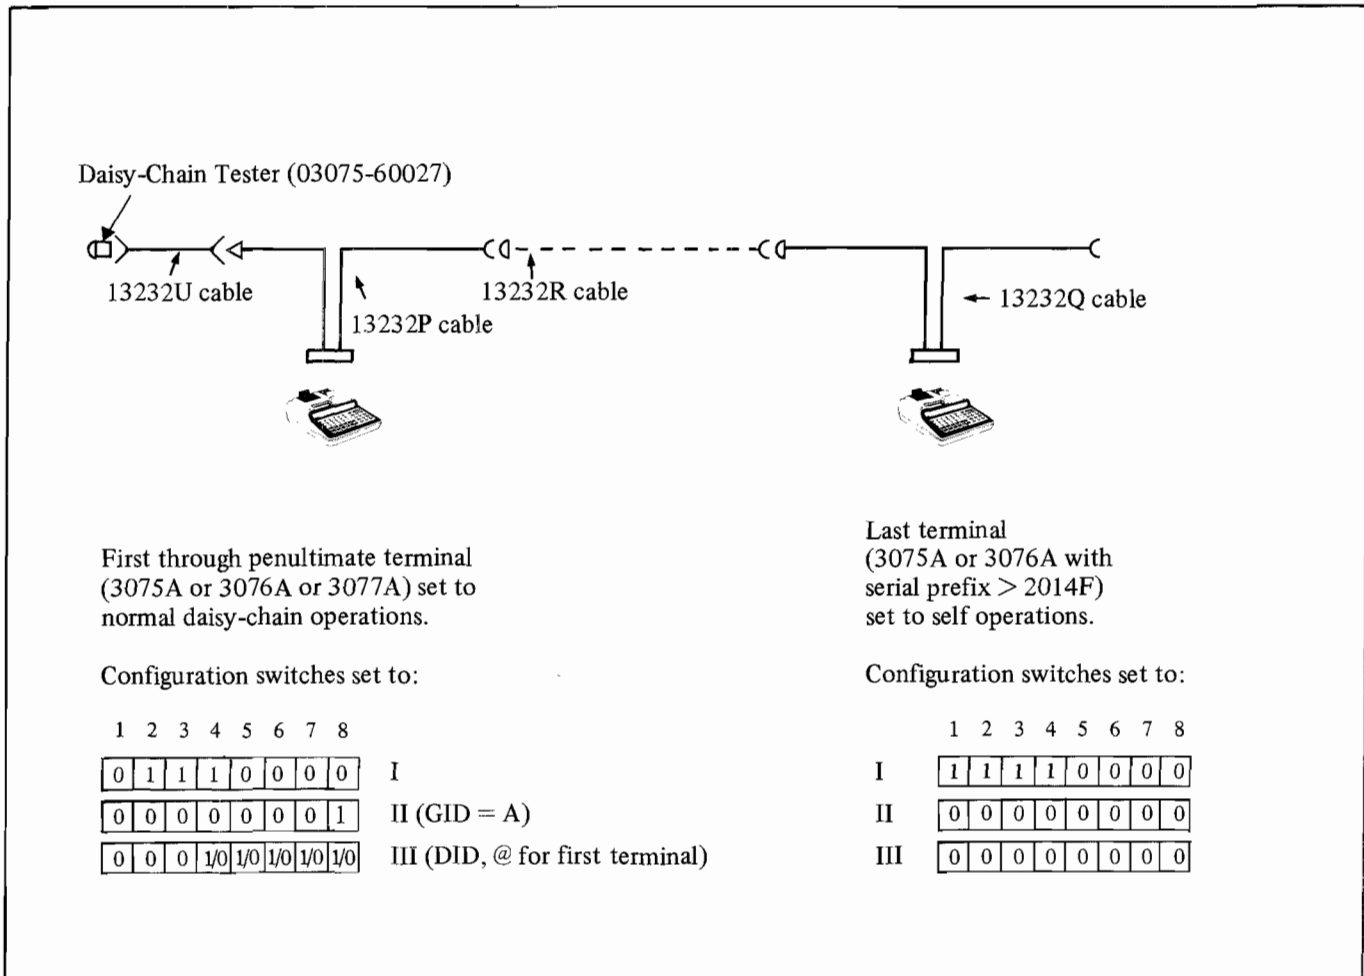 Daisy-Chain Tester (03075-60027)
13232U cable
13232P cable
13232R cable
13232Q cable
First through penultimate terminal
(3075A or 3076A or 3077A) set to
normal daisy-chain operations.
Configuration switches set to:
1 2 3 4 5 6 7 8
0 1 1 1 0 0 0 0 I
0 0 0 0 0 0 0 1 II (GID = A)
0 0 0 1/0 1/0 1/0 1/0 1/0 III (DID, @ for first terminal)
Last terminal
(3075A or 3076A with
serial prefix > 2014F)
set to self operations.
Configuration switches set to:
1 2 3 4 5 6 7 8
I 1 1 1 1 0 0 0 0
II 0 0 0 0 0 0 0 0
III 0 0 0 0 0 0 0 0